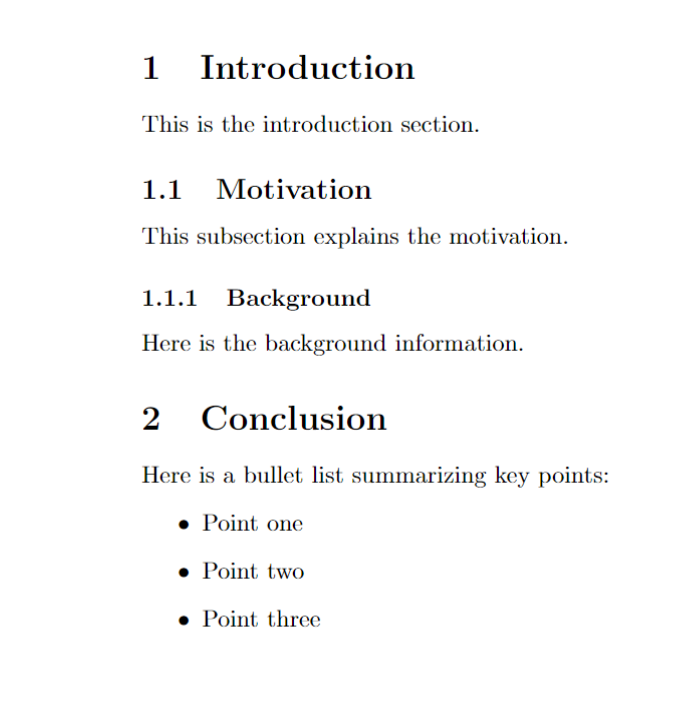 1 Introduction
This is the introduction section.
1.1 Motivation
This subsection explains the motivation.
1.1.1 Background
Here is the background information.
2 Conclusion
Here is a bullet list summarizing key points:
• Point one
• Point two
• Point three